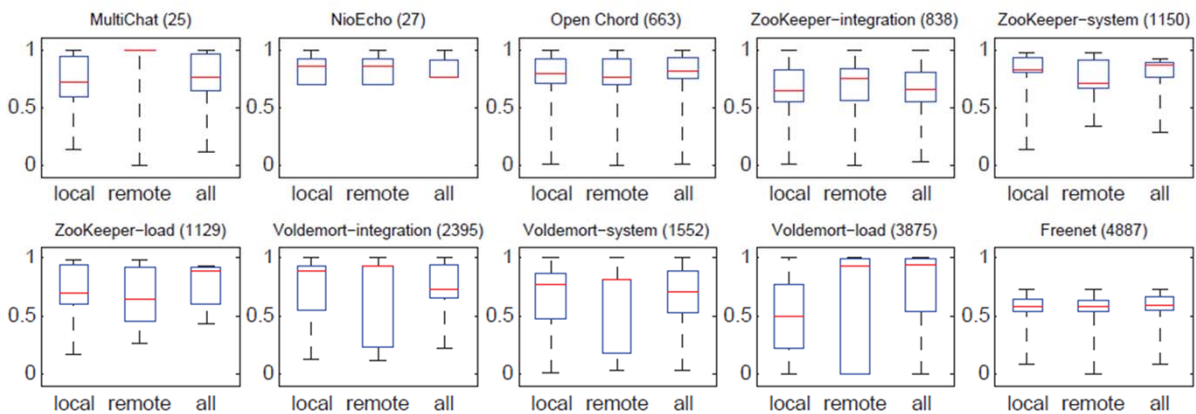 MultiChat (25) NioEcho (27) Open Chord (663) ZooKeeper-integration (838) ZooKeeper-system (1150)
1 1 1 1 1
0.5 0.5 0.5 0.5 0.5
0 0 0 0 0
local remote all local remote all local remote all local remote all local remote all
ZooKeeper-load (1129) Voldemort-integration (2395) Voldemort-system (1552) Voldemort-load (3875) Freenet (4887)
1 1 1 1 1
0.5 0.5 0.5 0.5 0.5
0 0 0 0 0
local remote all local remote all local remote all local remote all local remote all